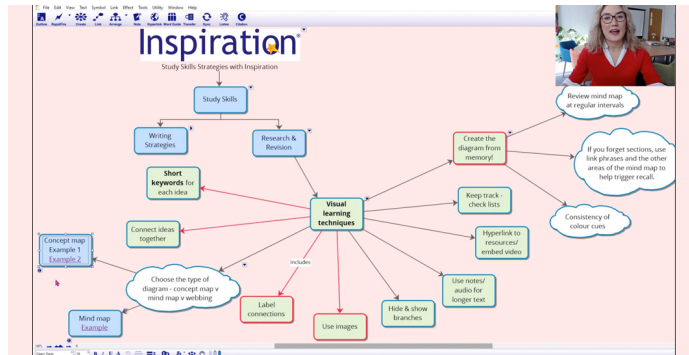 File Edit View Text Symbol Link Effect Tools Utility Window Help
Outline RapidFire Create Link Arrange Note Hyperlink Word Guide Transfer Sync Listen Citation
Inspiration
Study Skills Strategies with Inspiration
Study Skills
Writing
Strategies
Research &
Revision
Short
keywords for
each idea
Connect ideas
together
Concept map
Example 1
Example 2
Choose the type of
diagram - concept map v
mind map v webbing
Mind map
Example
Visual
learning
techniques
includes
Label
connections
Use images
Hide & show
branches
Use notes/
audio for
longer text
Hyperlink to
resources/
embed video
Keep track -
check lists
Create the
diagram from
memory!
Review mind map
at regular intervals
If you forget sections, use
link phrases and the other
areas of the mind map to
help trigger recall.
Consistency of
colour cues
Open Sans